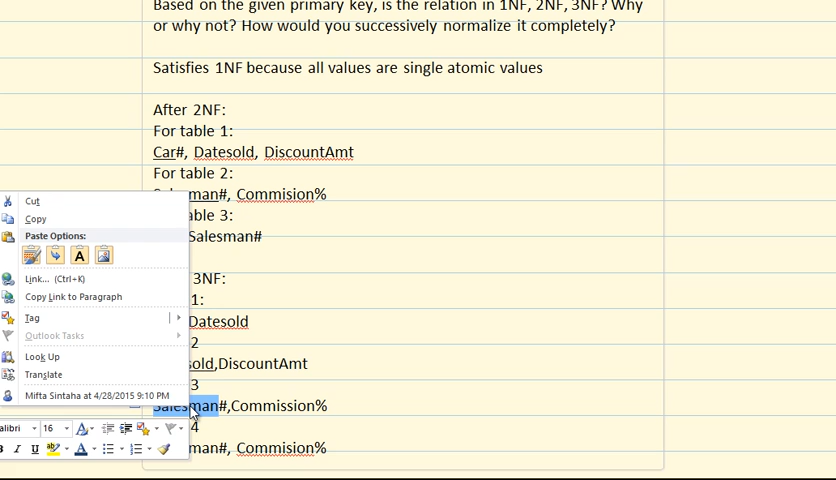 Based on the given primary key, is the relation in 1NF, 2NF, 3NF? Why
or why not? How would you successively normalize it completely?
Satisfies 1NF because all values are single atomic values
After 2NF:
For table 1:
Car#, Datesold, DiscountAmt
For table 2:
man#, Commision%
able 3:
Salesman#
3NF:
1:
Datesold
2
sold,DiscountAmt
3
Salesman#,Commission%
4
man#, Commision%
Cut
Copy
Paste Options:
A
Link... (Ctrl+K)
Copy Link to Paragraph
Tag
Outlook Tasks
Look Up
Translate
Mifta Sintaha at 4/28/2015 9:10 PM
alibri 16 A
B I U ab A